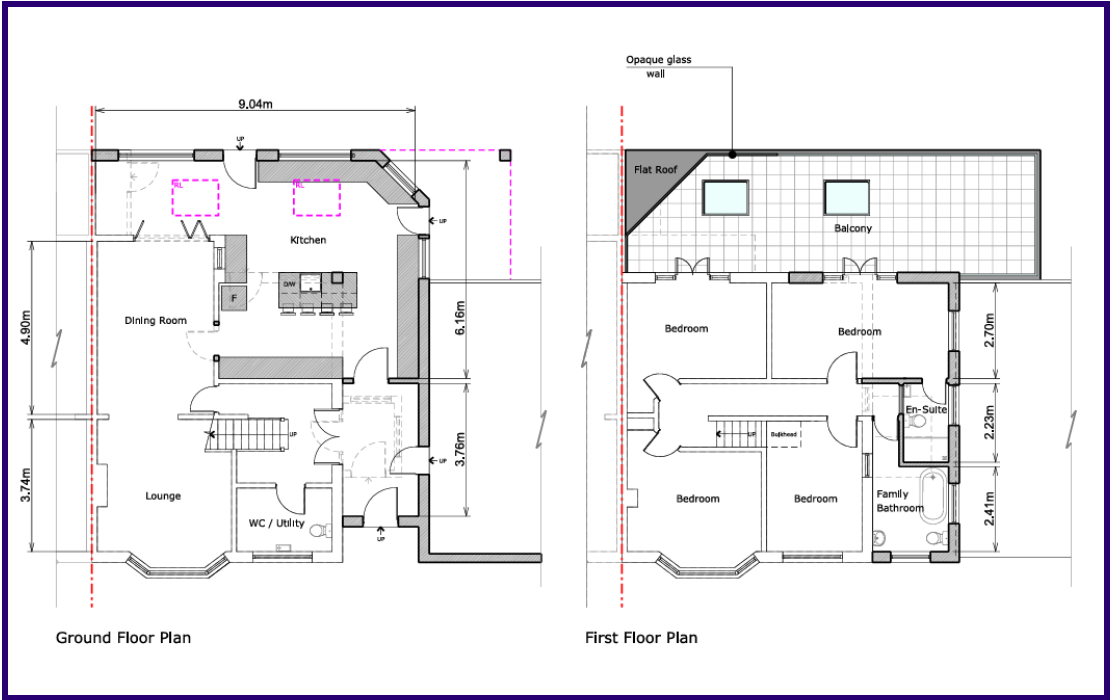 Opaque glass
wall
9.04m
UP
RL
RL
Kitchen
UP
D/W
F
Dining Room
4.90m
6.16m
UP
3.76m
UP
3.74m
Lounge
WC / Utility
UP
Ground Floor Plan
Flat Roof
Balcony
Bedroom
Bedroom
2.70m
En-Suite
2.23m
UP
Bulkhead
Bedroom
Bedroom
Family
Bathroom
2.41m
First Floor Plan